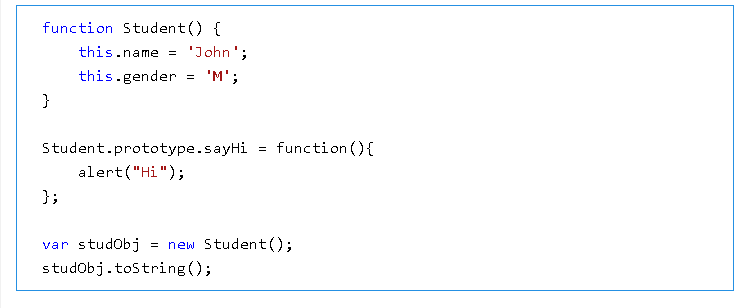 function Student() {
    this.name = 'John';
    this.gender = 'M';
}

Student.prototype.sayHi = function(){
    alert("Hi");
};

var studObj = new Student();
studObj.toString();